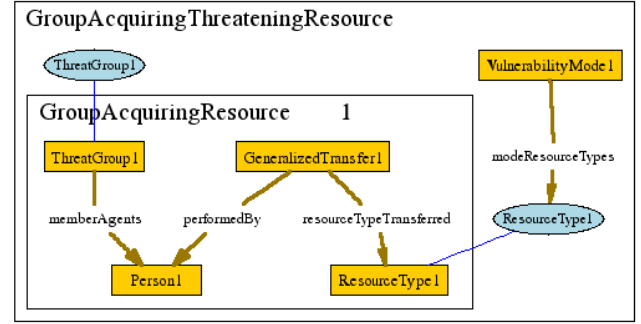 GroupAcquiringThreateningResource
ThreatGroup1
VulnerabilityMode1
GroupAcquiringResource 1
ThreatGroup1
GeneralizedTransfer1
modeResourceTypes
memberAgents
performedBy
resourceTypeTransferred
ResourceType1
Person1
ResourceType1